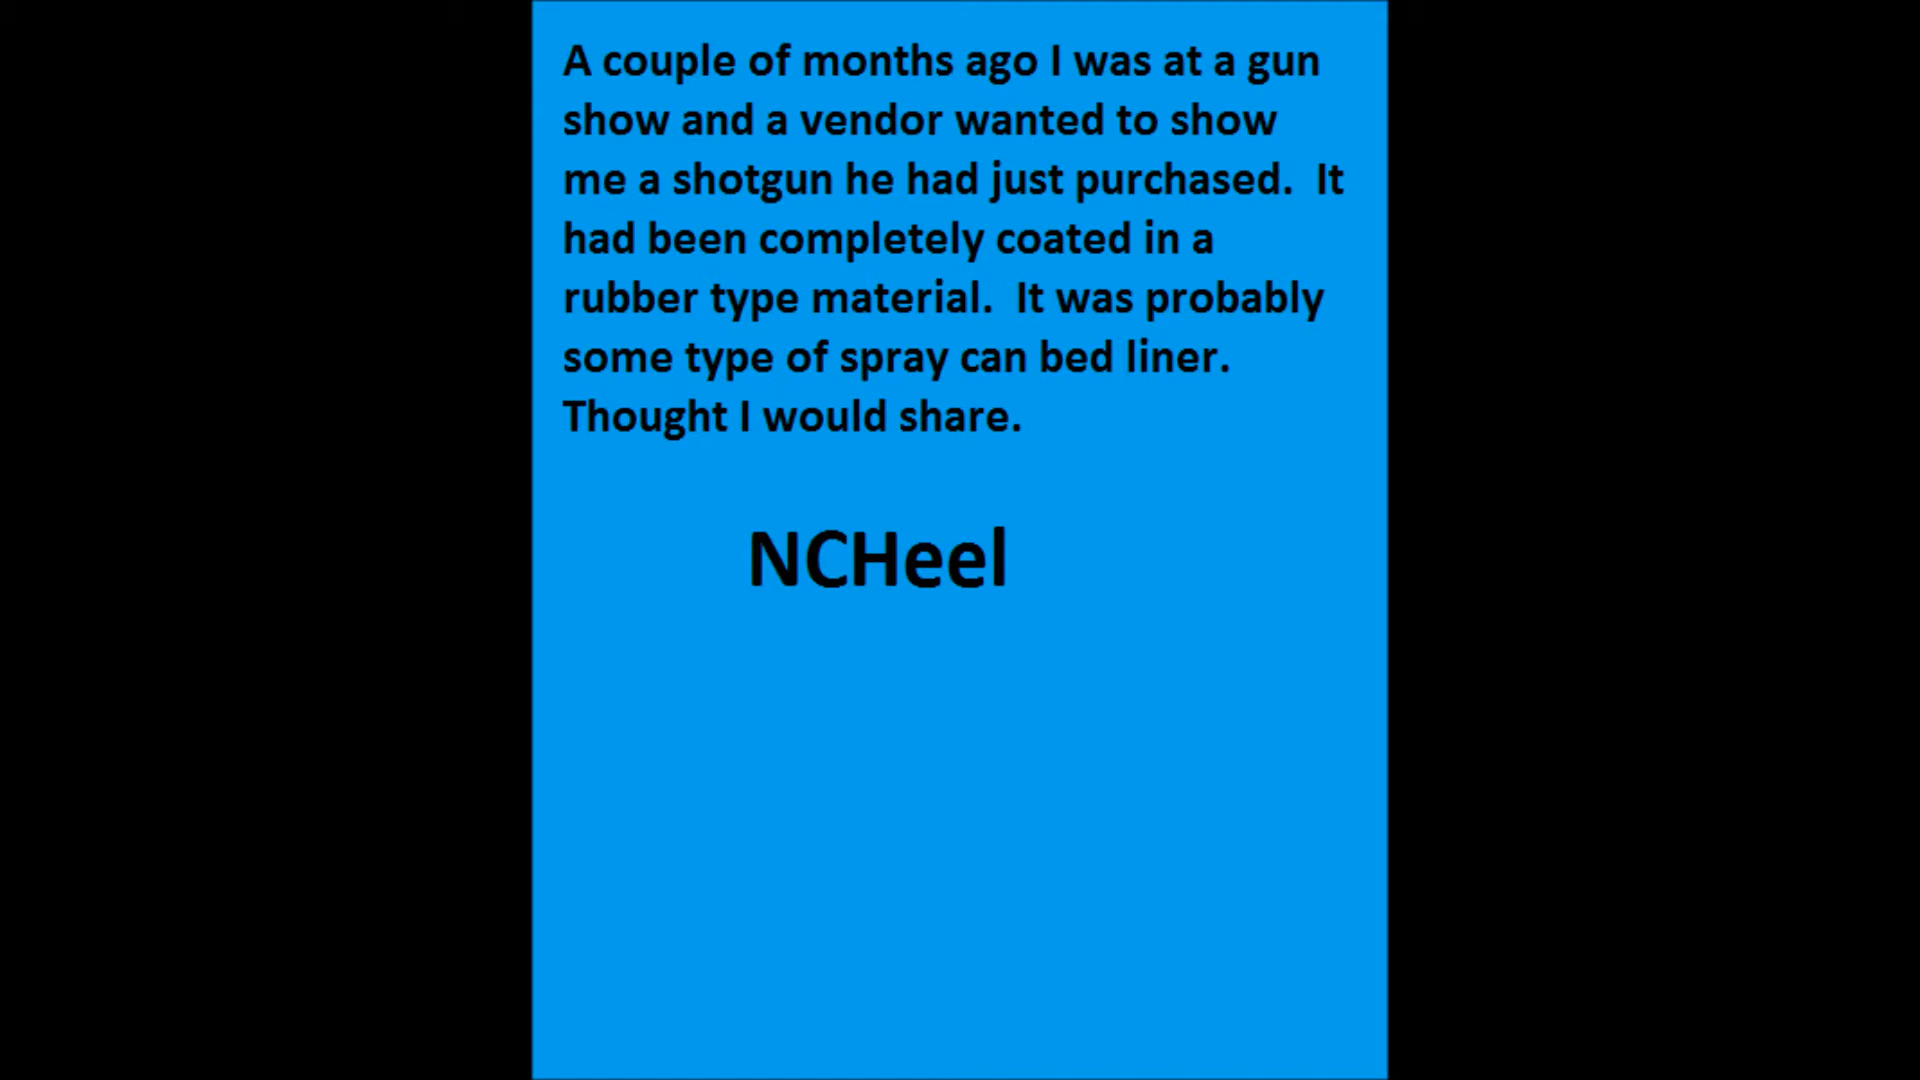 A couple of months ago I was at a gun
show and a vendor wanted to show
me a shotgun he had just purchased.  It
had been completely coated in a
rubber type material.  It was probably
some type of spray can bed liner.
Thought I would share.
NCHeel